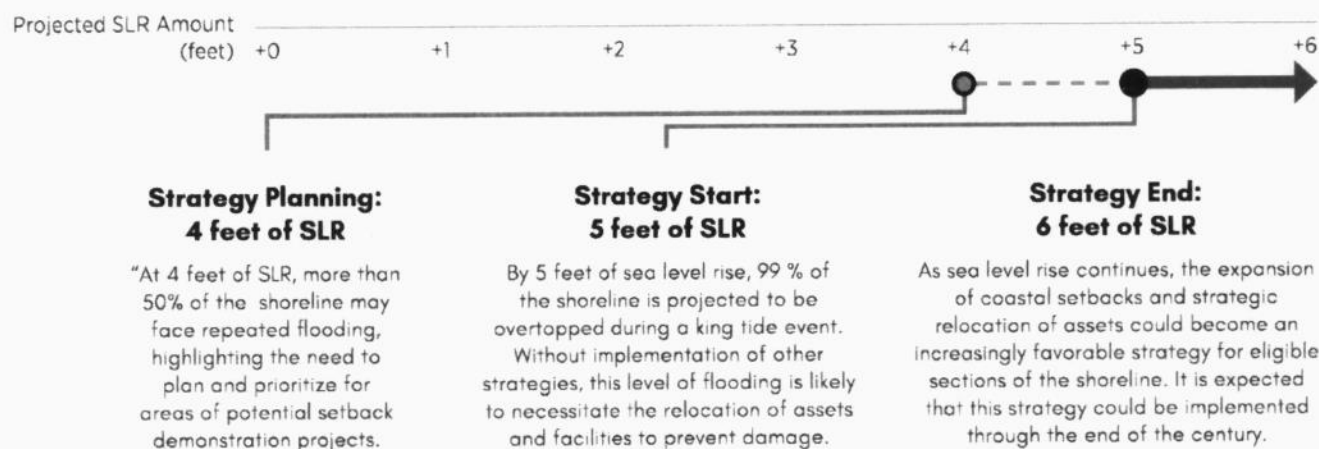 Projected SLR Amount
(feet) +0 +1 +2 +3 +4 +5 +6
Strategy Planning:
4 feet of SLR
"At 4 feet of SLR, more than
50% of the shoreline may
face repeated flooding,
highlighting the need to
plan and prioritize for
areas of potential setback
demonstration projects.
Strategy Start:
5 feet of SLR
By 5 feet of sea level rise, 99 % of
the shoreline is projected to be
overtopped during a king tide event.
Without implementation of other
strategies, this level of flooding is likely
to necessitate the relocation of assets
and facilities to prevent damage.
Strategy End:
6 feet of SLR
As sea level rise continues, the expansion
of coastal setbacks and strategic
relocation of assets could become an
increasingly favorable strategy for eligible
sections of the shoreline. It is expected
that this strategy could be implemented
through the end of the century.